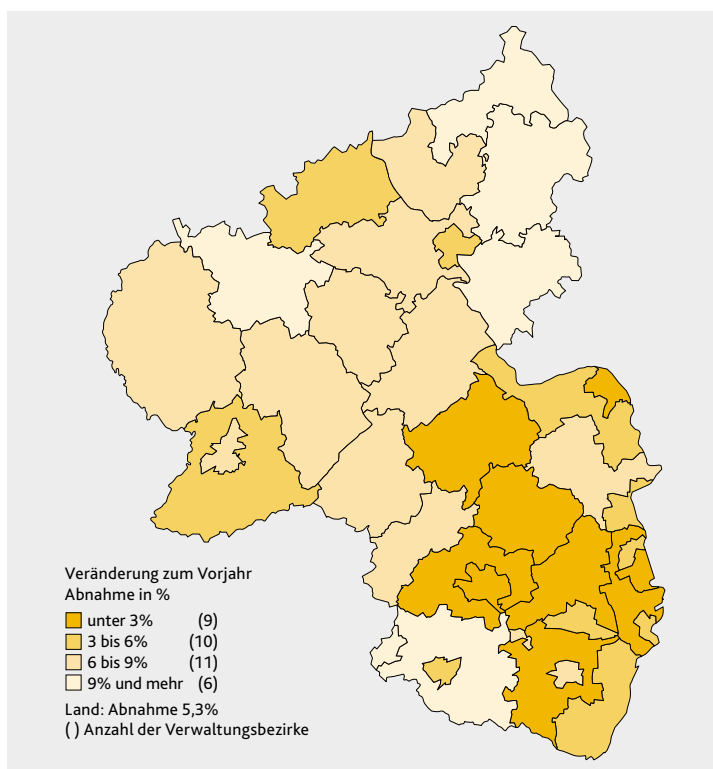 Veränderung zum Vorjahr
Abnahme in %
unter 3% (9)
3 bis 6% (10)
6 bis 9% (11)
9% und mehr (6)
Land: Abnahme 5,3%
( ) Anzahl der Verwaltungsbezirke